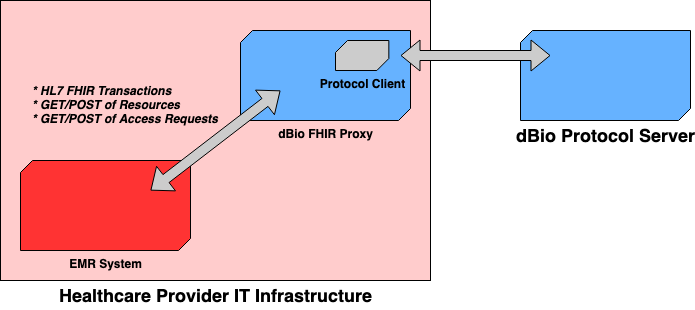 Protocol Client
* HL7 FHIR Transactions
* GET/POST of Resources
* GET/POST of Access Requests
dBio FHIR Proxy
dBio Protocol Server
EMR System
Healthcare Provider IT Infrastructure